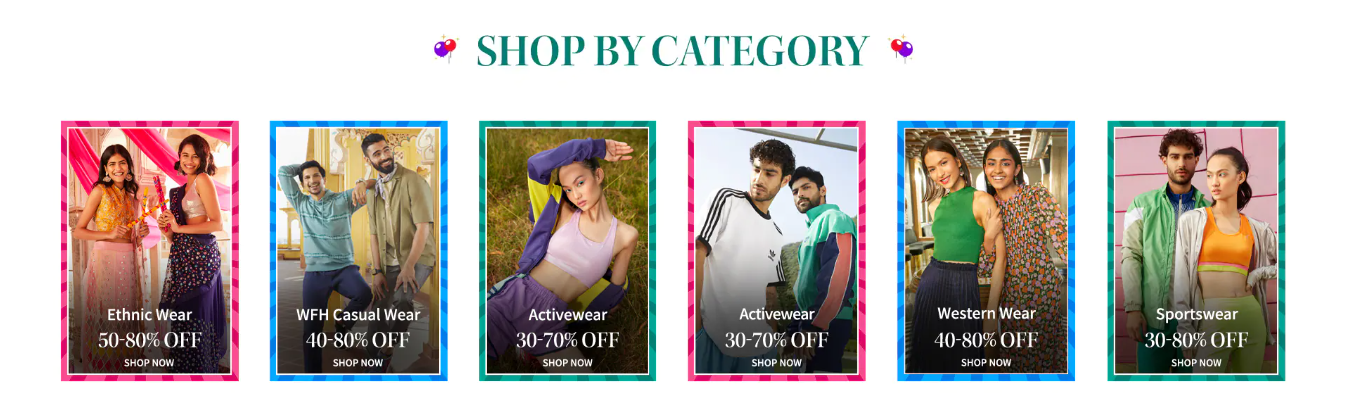 SHOP BY CATEGORY
Ethnic Wear
50-80% OFF
SHOP NOW
WFH Casual Wear
40-80% OFF
SHOP NOW
Activewear
30-70% OFF
SHOP NOW
Activewear
30-70% OFF
SHOP NOW
Western Wear
40-80% OFF
SHOP NOW
Sportswear
30-80% OFF
SHOP NOW